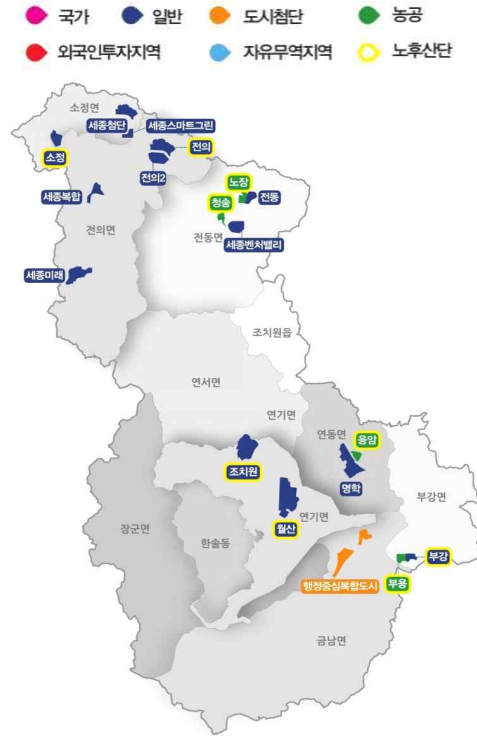 국가 일반 도시첨단 농공
외국인투자지역 자유무역지역 노후산단
소정면
세종첨단 세종스마트그린
소정 전의
전의2
노장
세종복합 청송 전동
전의면 전동면 세종벤처밸리
세종미래
조치원읍
연서면
연기면 연동면
응암
조치원 명학
월산 연기면 부강면
장군면 한솔동
부강
행정중심복합도시 부용
금남면